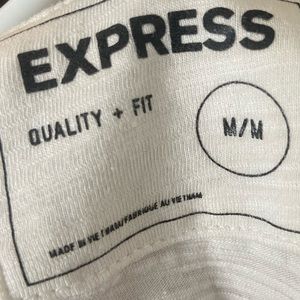 EXPRESS
QUALITY + FIT
M/M
MADE IN VIETNAM/FABRIQUÉ AU VIETNAM